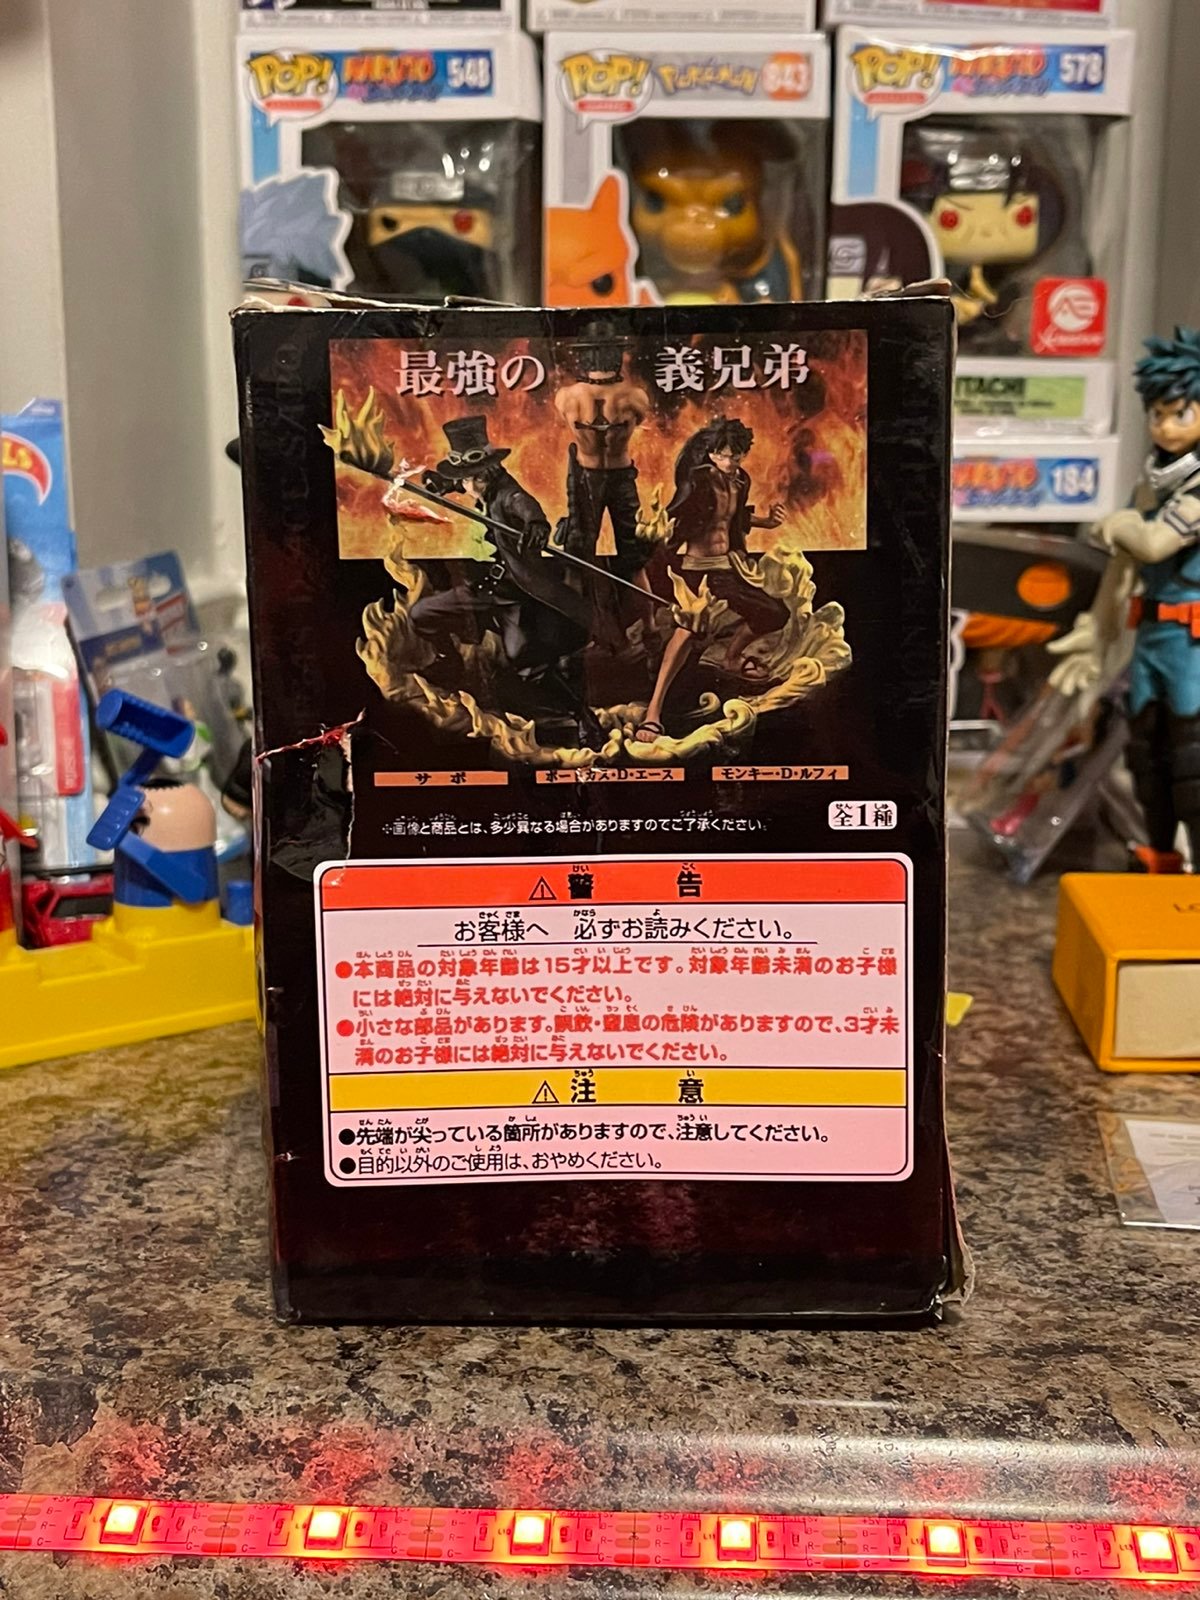 POP!
NARUTO
548
POP!
POKÉMON
843
POP!
NARUTO
578
ITACHI
NARUTO
184
最強の 義兄弟
サボ
ポートガス・D・エース
モンキー・D・ルフィ
※画像と商品とは、多少異なる場合がありますのでご了承ください。
全1種
⚠警告
お客様へ 必ずお読みください。
●本商品の対象年齢は15才以上です。対象年齢未満のお子様
には絶対に与えないでください。
●小さな部品があります。誤飲・窒息の危険がありますので、3才未
満のお子様には絶対に与えないでください。
⚠注意
●先端が尖っている箇所がありますので、注意してください。
●目的以外のご使用は、おやめください。